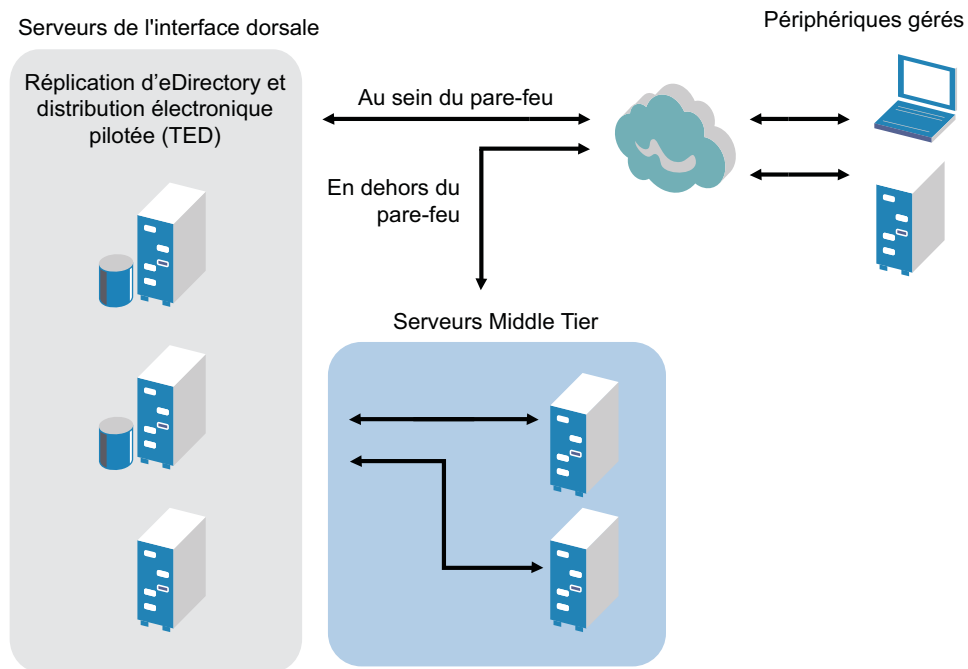 Serveurs de l'interface dorsale
Périphériques gérés
Réplication d’eDirectory et
distribution électronique
pilotée (TED)
Au sein du pare-feu
En dehors du
pare-feu
Serveurs Middle Tier